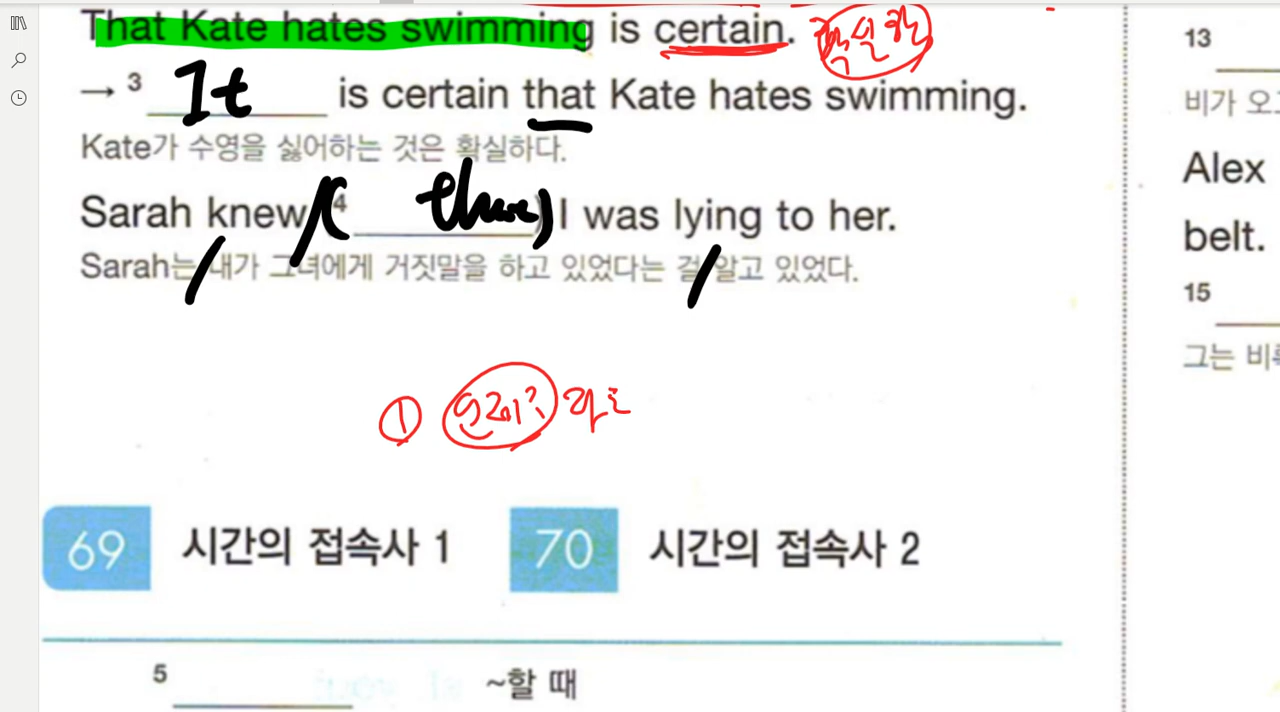 That Kate hates swimming is certain. 확실한
→ 3 It is certain that Kate hates swimming.
Kate가 수영을 싫어하는 것은 확실하다.
Sarah knew ( 4 ) I was lying to her.
Sarah는 내가 그녀에게 거짓말을 하고 있었다는 걸 알고 있었다.
①
69 시간의 접속사 1
70 시간의 접속사 2
5 ~할 때
13
비가 오
Alex
belt.
15
그는 비록